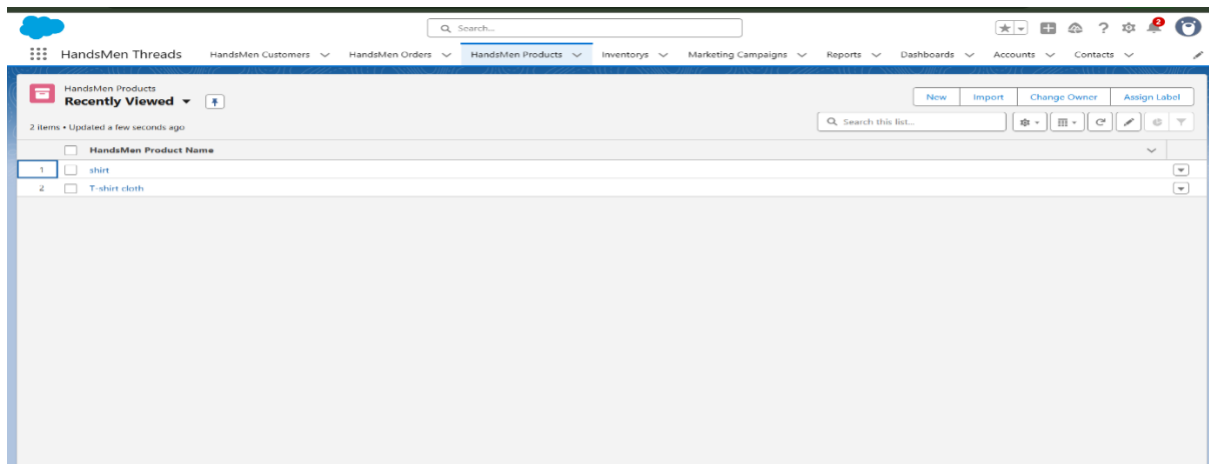 Search...
2
HandsMen Threads HandsMen Customers HandsMen Orders HandsMen Products Inventorys Marketing Campaigns Reports Dashboards Accounts Contacts
HandsMen Products
Recently Viewed
New Import Change Owner Assign Label
2 items • Updated a few seconds ago
Search this list...
HandsMen Product Name
1 shirt
2 T-shirt cloth